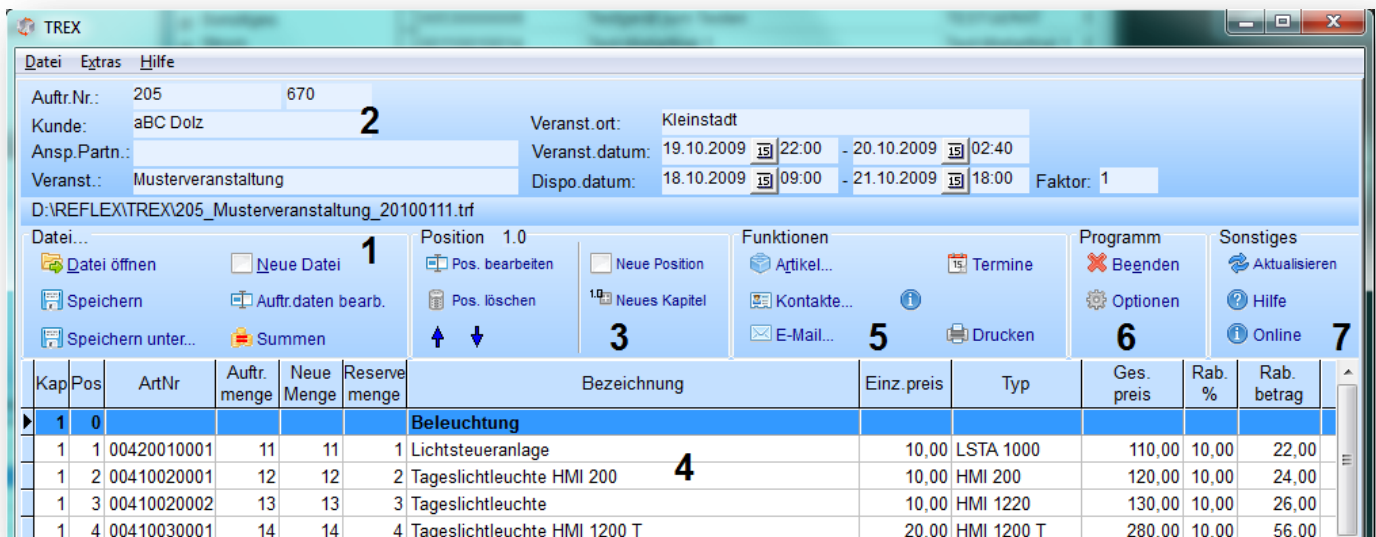 TREX
Datei Extras Hilfe
Auftr.Nr.: 205 670
Kunde: aBC Dolz 2 Veranst.ort: Kleinstadt
Ansp.Partn.: Veranst.datum: 19.10.2009 15 22:00 - 20.10.2009 15 02:40
Veranst.: Musterveranstaltung Dispo.datum: 18.10.2009 15 09:00 - 21.10.2009 15 18:00 Faktor: 1
D:\REFLEX\TREX\205_Musterveranstaltung_20100111.trf
Datei... 1 Position 1.0 Funktionen Programm Sonstiges
Datei öffnen Neue Datei Pos. bearbeiten Neue Position Artikel... 15 Termine Beenden Aktualisieren
Speichern Auftr.daten bearb. Pos. löschen 1.0 Neues Kapitel Kontakte... Optionen Hilfe
Speichern unter... Summen 3 E-Mail... 5 Drucken 6 Online 7
Kap Pos ArtNr Auftr. menge Neue Menge Reserve menge Bezeichnung Einz.preis Typ Ges. preis Rab. % Rab. betrag
1 0 Beleuchtung
1 1 00420010001 11 11 1 Lichtsteueranlage 10,00 LSTA 1000 110,00 10,00 22,00
1 2 00410020001 12 12 2 Tageslichtleuchte HMI 200 4 10,00 HMI 200 120,00 10,00 24,00
1 3 00410020002 13 13 3 Tageslichtleuchte 10,00 HMI 1220 130,00 10,00 26,00
1 4 00410030001 14 14 4 Tageslichtleuchte HMI 1200 T 20,00 HMI 1200 T 280,00 10,00 56,00